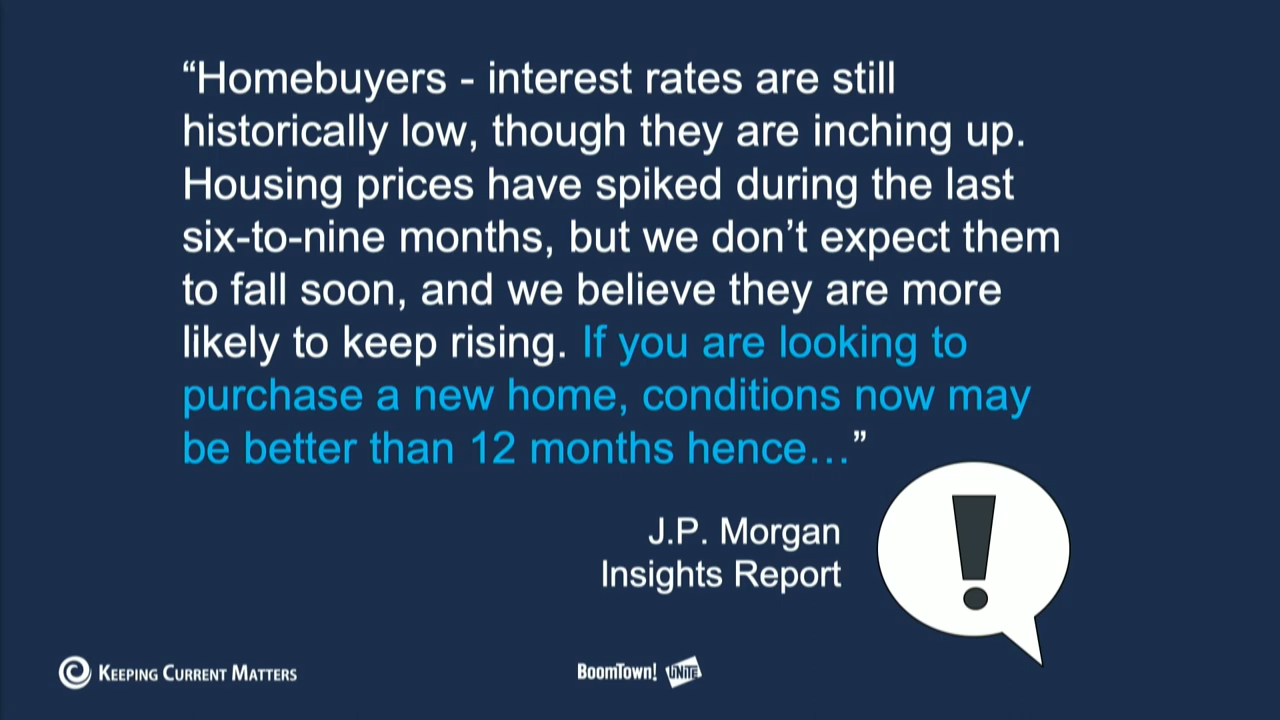 “Homebuyers - interest rates are still
historically low, though they are inching up.
Housing prices have spiked during the last
six-to-nine months, but we don’t expect them
to fall soon, and we believe they are more
likely to keep rising. If you are looking to
purchase a new home, conditions now may
be better than 12 months hence…”
J.P. Morgan
Insights Report
!
KEEPING CURRENT MATTERS
BoomTown! UNITE